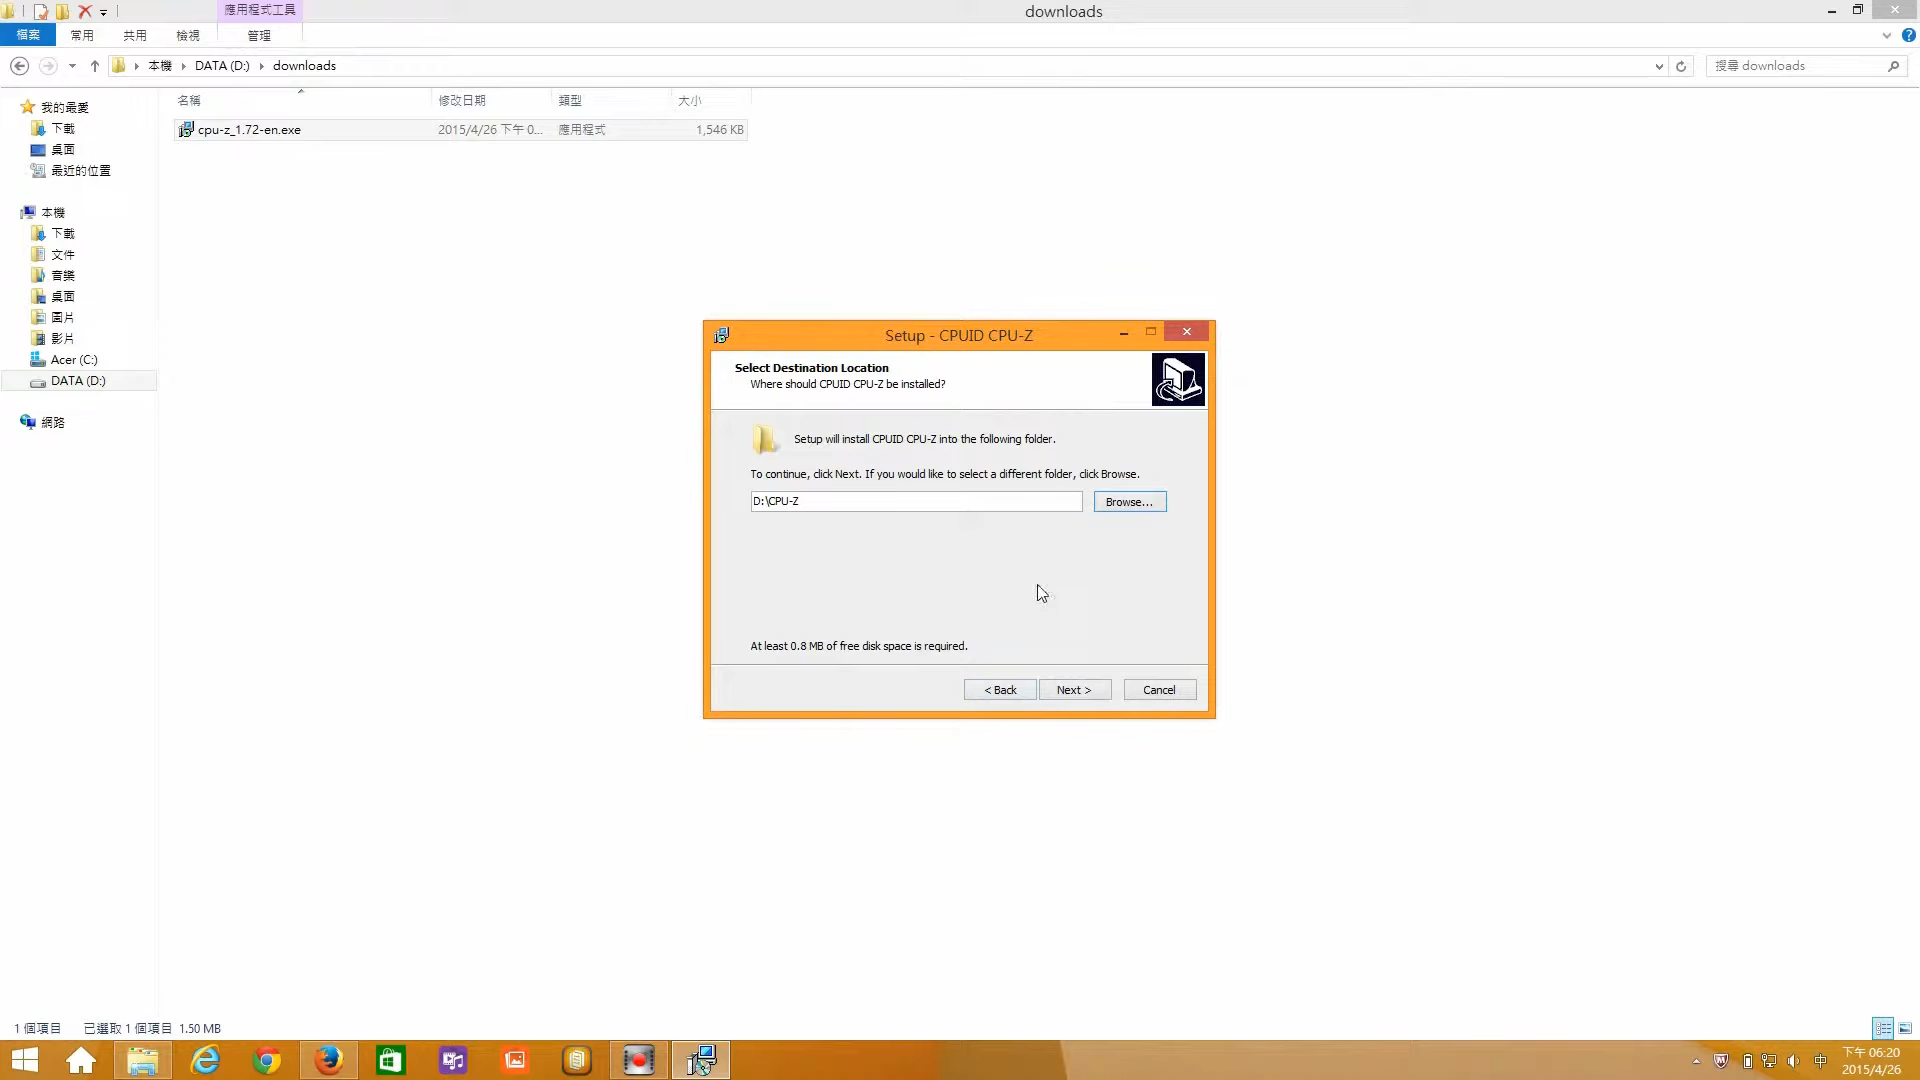 應用程式工具
downloads
檔案
常用
共用
檢視
管理
本機
DATA (D:)
downloads
搜尋 downloads
名稱
修改日期
類型
大小
cpu-z_1.72-en.exe
2015/4/26 下午 0...
應用程式
1,546 KB
我的最愛
下載
桌面
最近的位置
本機
下載
文件
音樂
桌面
圖片
影片
Acer (C:)
DATA (D:)
網路
Setup - CPUID CPU-Z
Select Destination Location
Where should CPUID CPU-Z be installed?
Setup will install CPUID CPU-Z into the following folder.
To continue, click Next. If you would like to select a different folder, click Browse.
D:\CPU-Z
Browse...
At least 0.8 MB of free disk space is required.
< Back
Next >
Cancel
1 個項目
已選取 1 個項目 1.50 MB
中
下午 06:20
2015/4/26